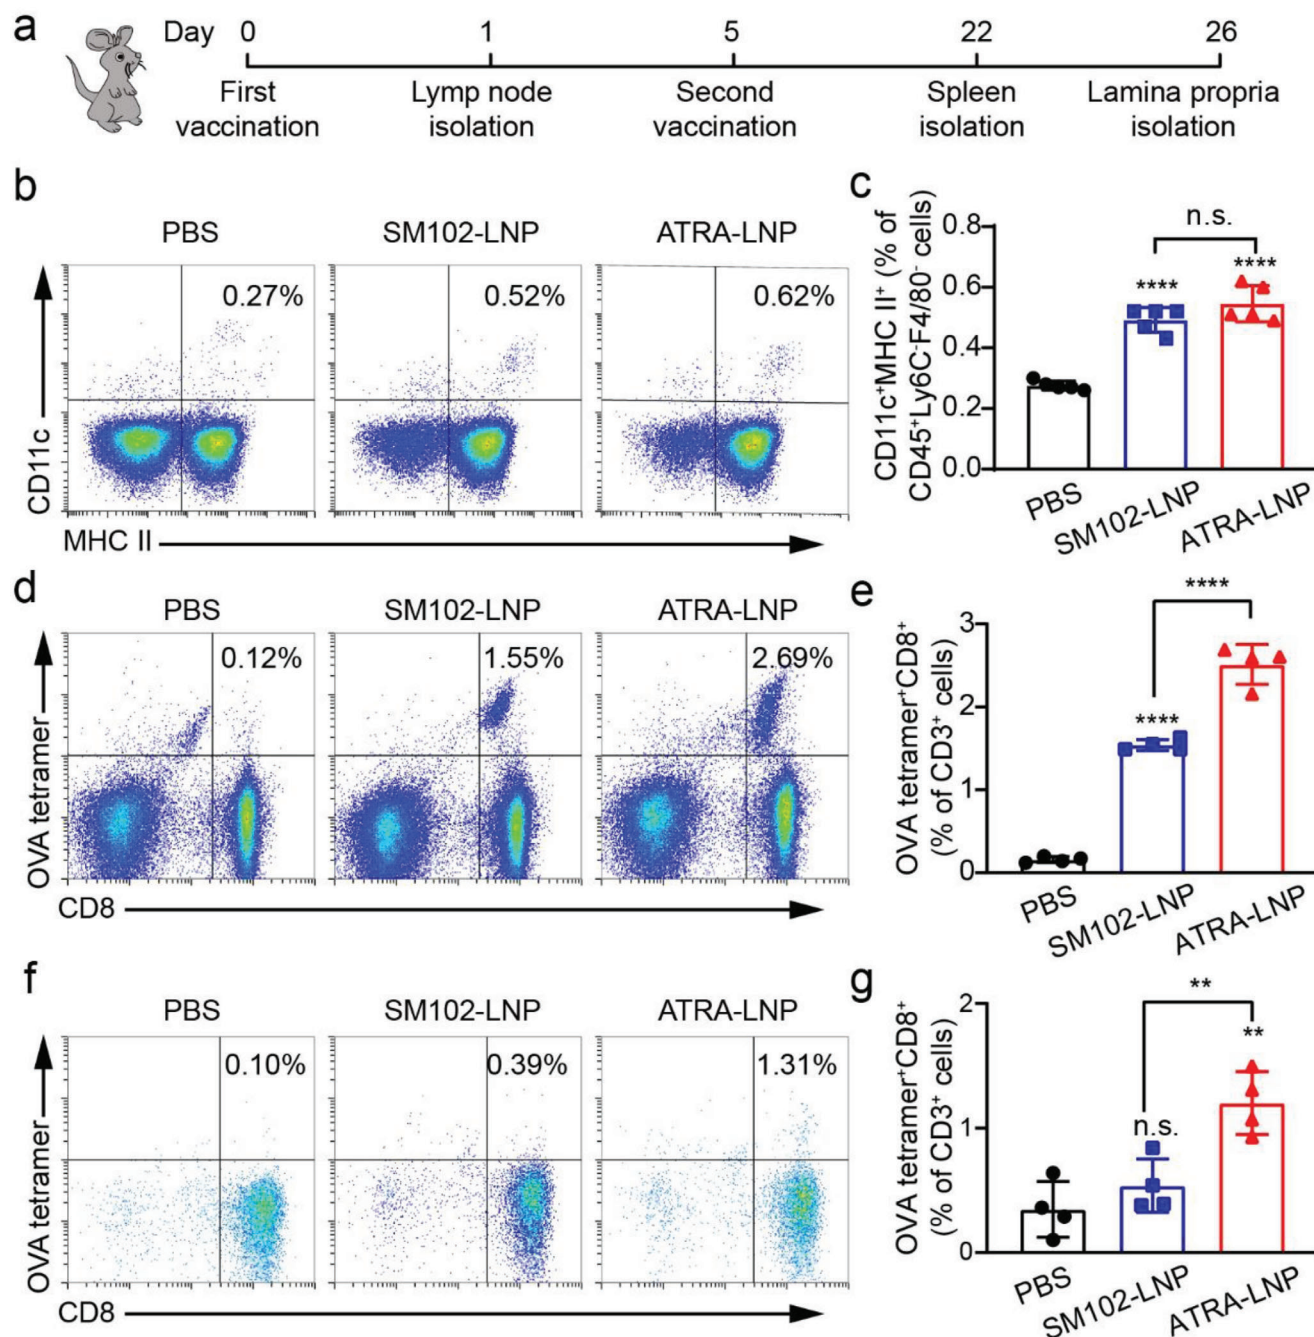 a
Day 0 1 5 22 26
First vaccination
Lymp node isolation
Second vaccination
Spleen isolation
Lamina propria isolation
b
PBS SM102-LNP ATRA-LNP
0.27% 0.52% 0.62%
CD11c
MHC II
c
CD11c⁺MHC II⁺ (% of
CD45⁺Ly6C⁻F4/80⁻ cells)
0.8
0.6
0.4
0.2
0.0
n.s.
****
****
PBS
SM102-LNP
ATRA-LNP
d
PBS SM102-LNP ATRA-LNP
0.12% 1.55% 2.69%
OVA tetramer
CD8
e
OVA tetramer⁺CD8⁺
(% of CD3⁺ cells)
3
2
1
0
****
****
PBS
SM102-LNP
ATRA-LNP
f
PBS SM102-LNP ATRA-LNP
0.10% 0.39% 1.31%
OVA tetramer
CD8
g
OVA tetramer⁺CD8⁺
(% of CD3⁺ cells)
2
1
0
**
**
n.s.
PBS
SM102-LNP
ATRA-LNP